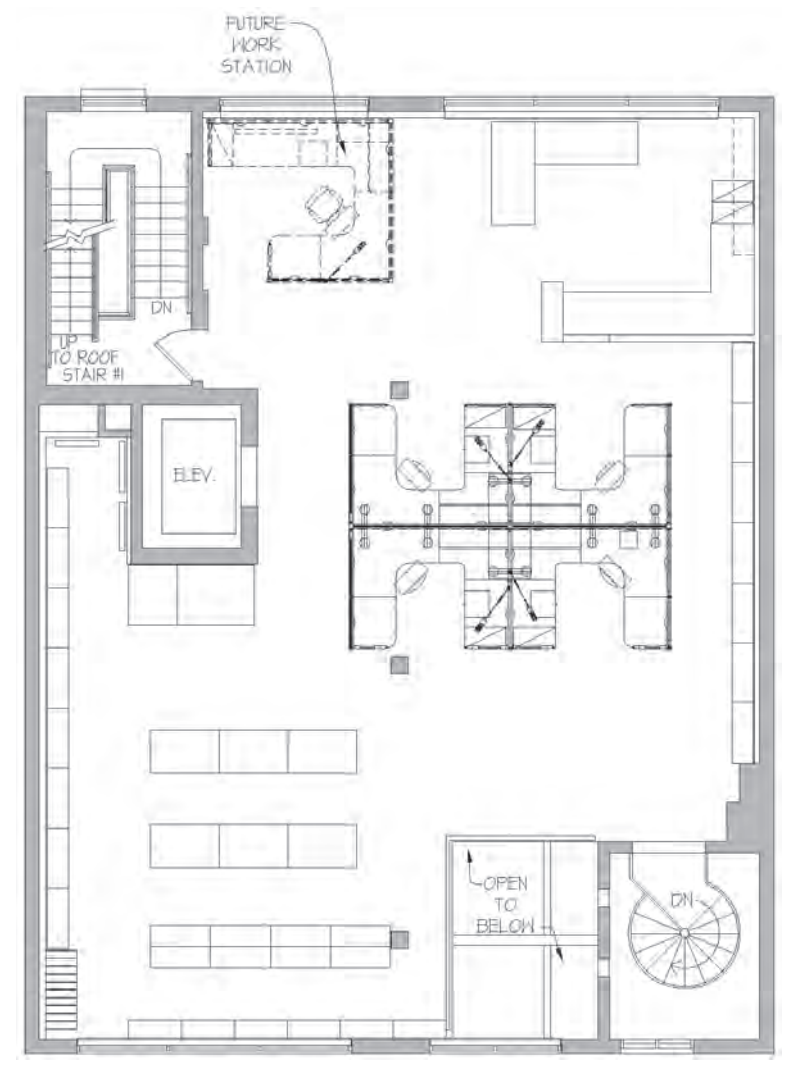 FUTURE
WORK
STATION
DN
UP
TO ROOF
STAIR #1
ELEV.
OPEN
TO
BELOW
DN